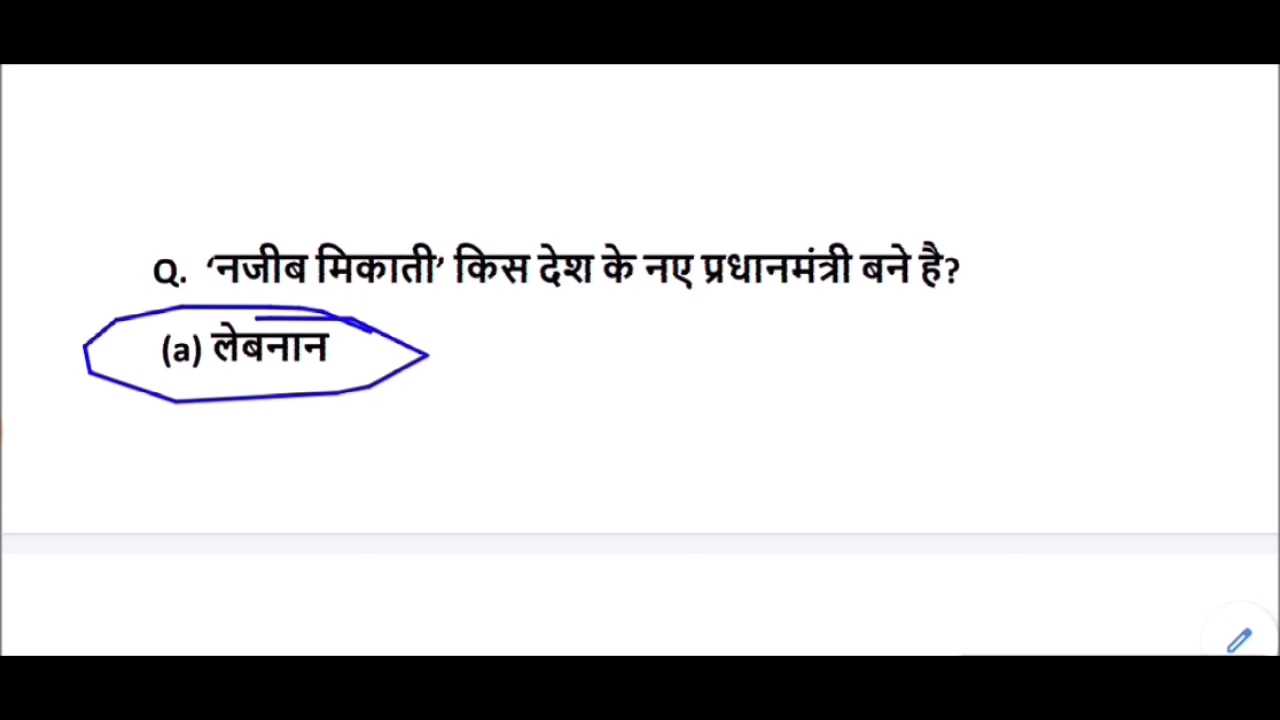 Q. ‘नजीब मिकाती’ किस देश के नए प्रधानमंत्री बने है?
(a) लेबनान